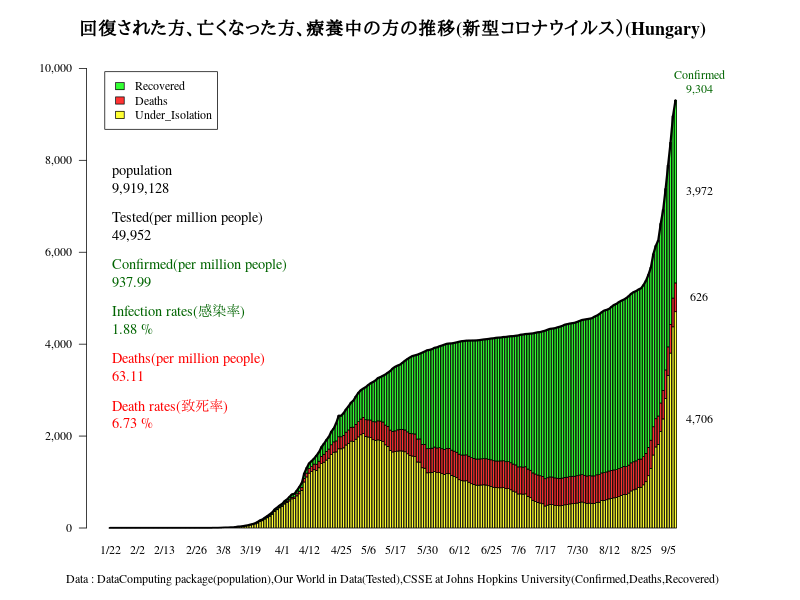 回復された方、亡くなった方、療養中の方の推移(新型コロナウイルス）(Hungary)
Confirmed
9,304
10,000
8,000
6,000
4,000
2,000
0
Recovered
Deaths
Under_Isolation
population
9,919,128
Tested(per million people)
49,952
Confirmed(per million people)
937.99
Infection rates(感染率)
1.88 %
Deaths(per million people)
63.11
Death rates(致死率)
6.73 %
3,972
626
4,706
1/22 2/2 2/13 2/26 3/8 3/19 4/1 4/12 4/25 5/6 5/17 5/30 6/12 6/25 7/6 7/17 7/30 8/12 8/25 9/5
Data : DataComputing package(population),Our World in Data(Tested),CSSE at Johns Hopkins University(Confirmed,Deaths,Recovered)